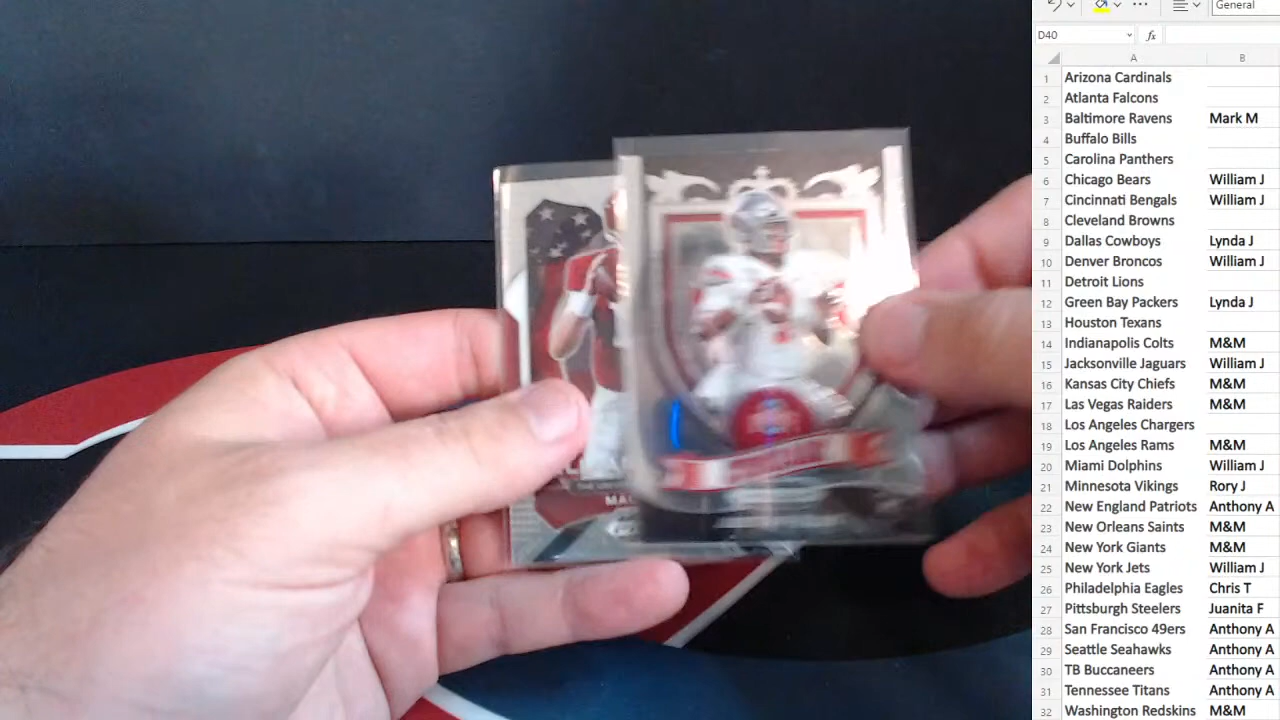 General
D40
fx
A B
1 Arizona Cardinals
2 Atlanta Falcons
3 Baltimore Ravens Mark M
4 Buffalo Bills
5 Carolina Panthers
6 Chicago Bears William J
7 Cincinnati Bengals William J
8 Cleveland Browns
9 Dallas Cowboys Lynda J
10 Denver Broncos William J
11 Detroit Lions
12 Green Bay Packers Lynda J
13 Houston Texans
14 Indianapolis Colts M&M
15 Jacksonville Jaguars William J
16 Kansas City Chiefs M&M
17 Las Vegas Raiders M&M
18 Los Angeles Chargers
19 Los Angeles Rams M&M
20 Miami Dolphins William J
21 Minnesota Vikings Rory J
22 New England Patriots Anthony A
23 New Orleans Saints M&M
24 New York Giants M&M
25 New York Jets William J
26 Philadelphia Eagles Chris T
27 Pittsburgh Steelers Juanita F
28 San Francisco 49ers Anthony A
29 Seattle Seahawks Anthony A
30 TB Buccaneers Anthony A
31 Tennessee Titans Anthony A
32 Washington Redskins M&M